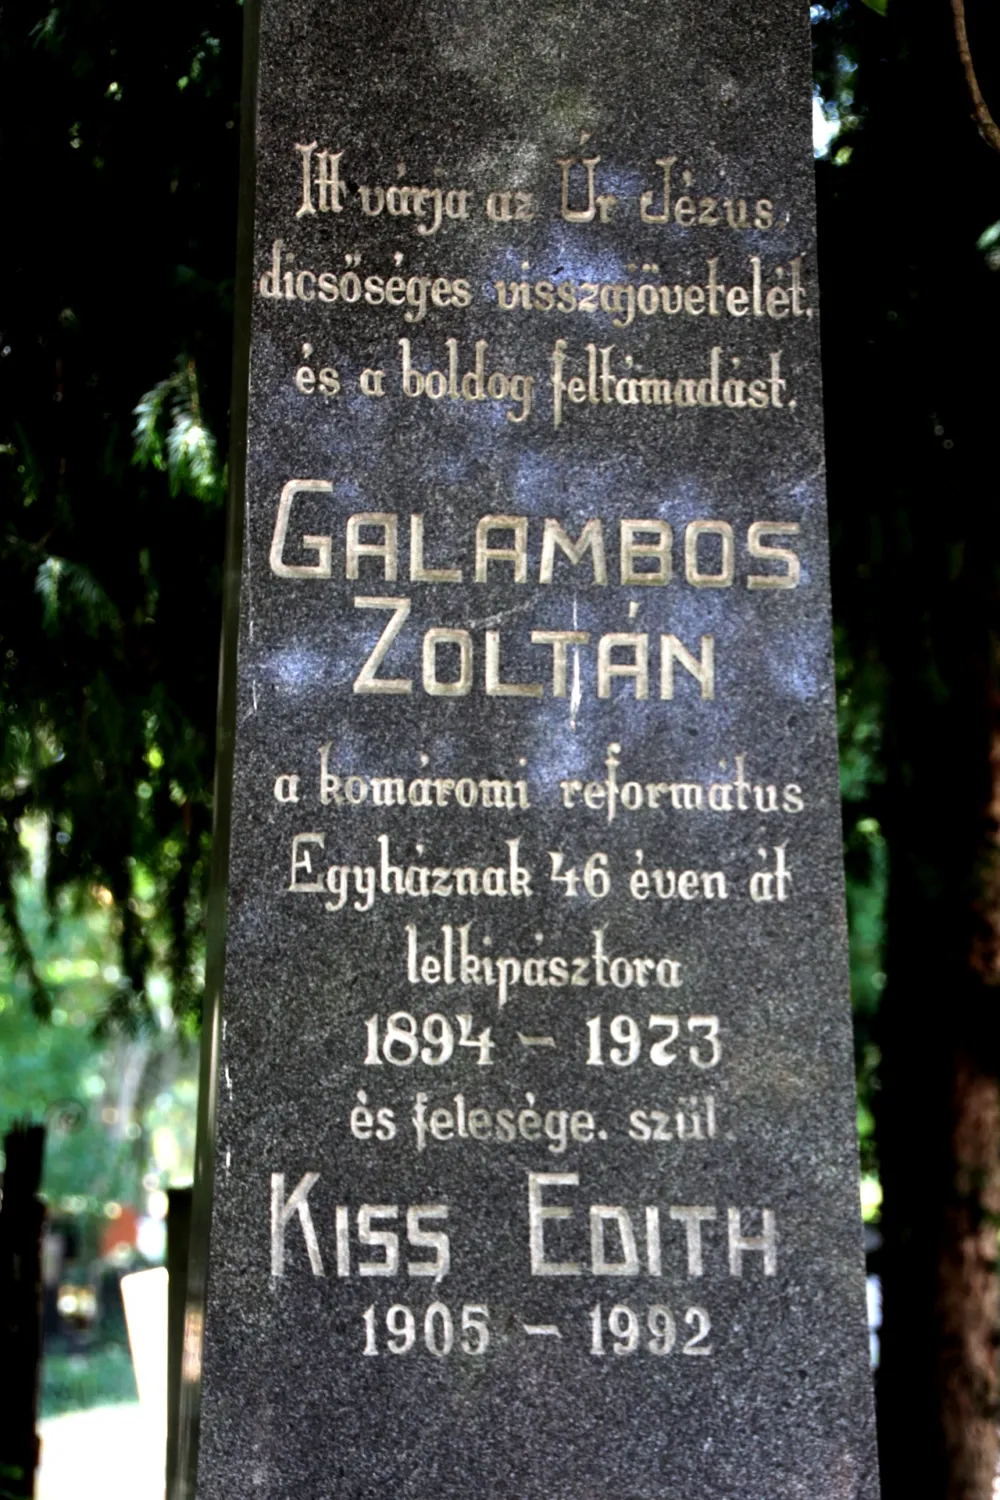 Itt várja az Úr Jézus
dicsőséges visszajövetelét,
és a boldog feltámadást.
GALAMBOS
ZOLTÁN
a komáromi református
Egyháznak 46 éven át
lelkipásztora
1894 – 1973
és felesége. szül.
KISS EDITH
1905 – 1992